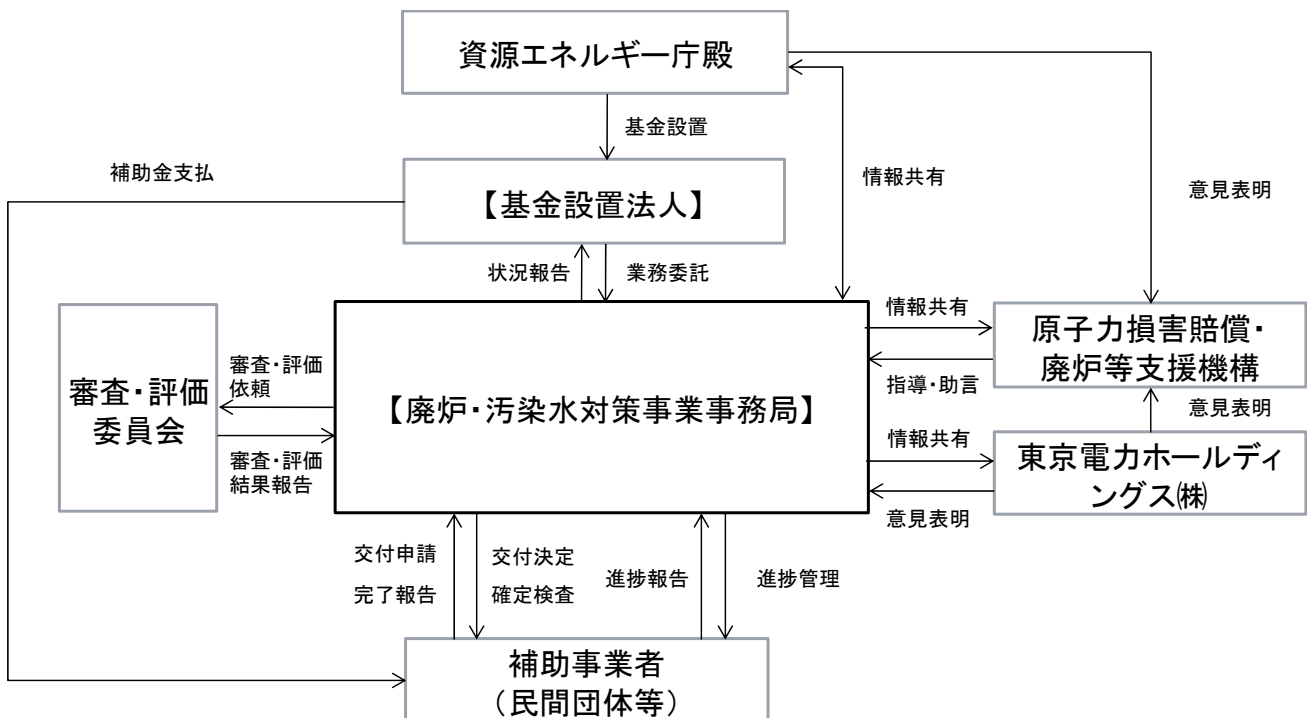 資源エネルギー庁殿
基金設置
補助金支払
情報共有
意見表明
【基金設置法人】
状況報告
業務委託
情報共有
原子力損害賠償・
廃炉等支援機構
指導・助言
意見表明
審査・評価
委員会
審査・評価
依頼
審査・評価
結果報告
【廃炉・汚染水対策事業事務局】
情報共有
東京電力ホールディ
ングス㈱
意見表明
交付申請
完了報告
交付決定
確定検査
進捗報告
進捗管理
補助事業者
（民間団体等）